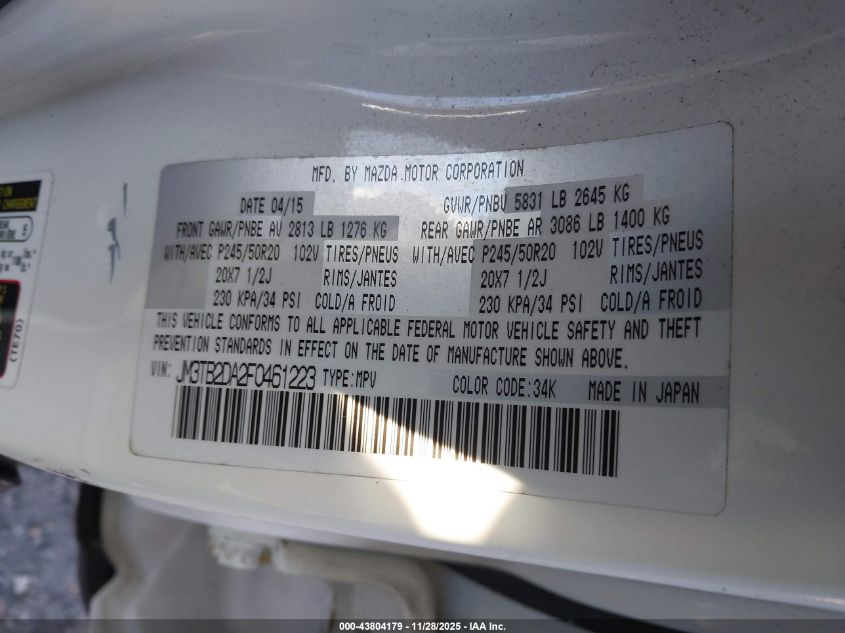 MFD. BY MAZDA MOTOR CORPORATION
DATE 04/15 GVWR/PNBV 5831 LB 2645 KG
FRONT GAWR/PNBE AV 2813 LB 1276 KG REAR GAWR/PNBE AR 3086 LB 1400 KG
WITH/AVEC P245/50R20 102V TIRES/PNEUS WITH/AVEC P245/50R20 102V TIRES/PNEUS
20X7 1/2J RIMS/JANTES 20X7 1/2J RIMS/JANTES
230 KPA/34 PSI COLD/A FROID 230 KPA/34 PSI COLD/A FROID
THIS VEHICLE CONFORMS TO ALL APPLICABLE FEDERAL MOTOR VEHICLE SAFETY AND THEFT
PREVENTION STANDARDS IN EFFECT ON THE DATE OF MANUFACTURE SHOWN ABOVE.
VIN: JM3TB2DA2F0461223 TYPE:MPV COLOR CODE:34K MADE IN JAPAN
(TE70)
000-43804179 — 11/28/2025 — IAA Inc.